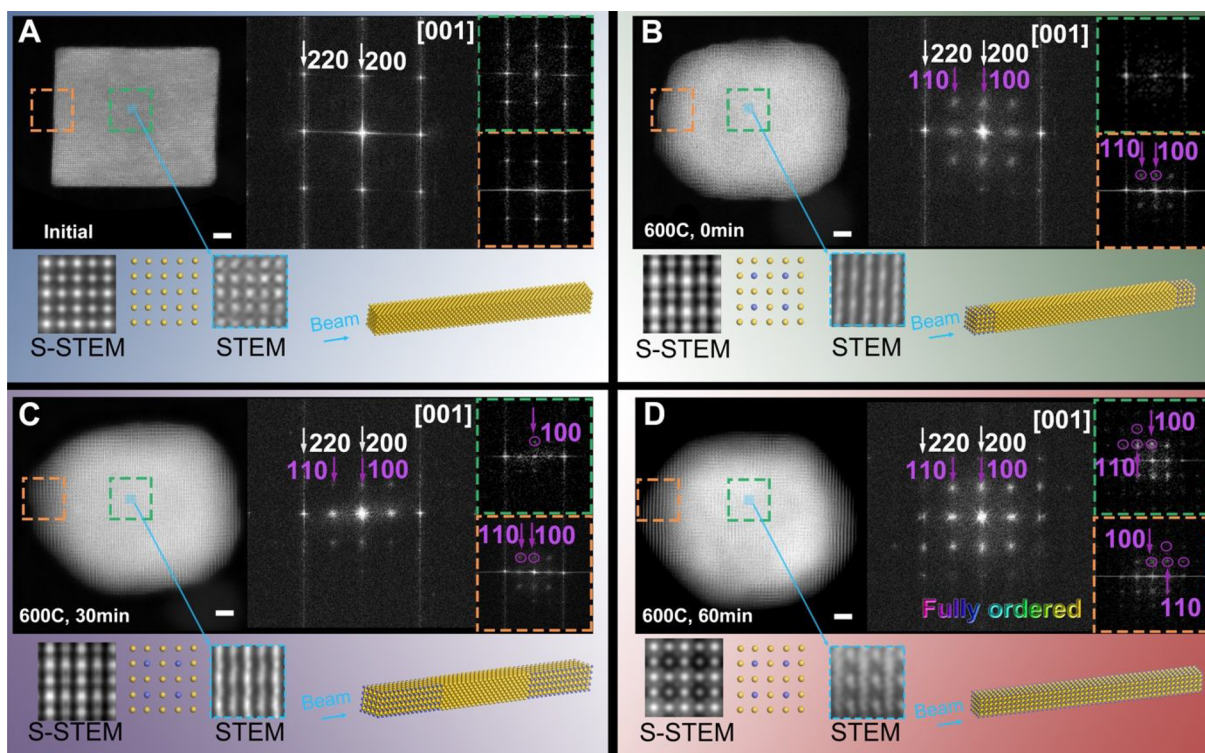 A
[001]
220 200
Initial
S-STEM
STEM
Beam
B
[001]
220 200
110 100
110 100
600C, 0min
S-STEM
STEM
Beam
C
[001]
100
220 200
110 100
110 100
600C, 30min
S-STEM
STEM
Beam
D
[001]
100
220 200
110 100
110
100
110
Fully ordered
600C, 60min
S-STEM
STEM
Beam